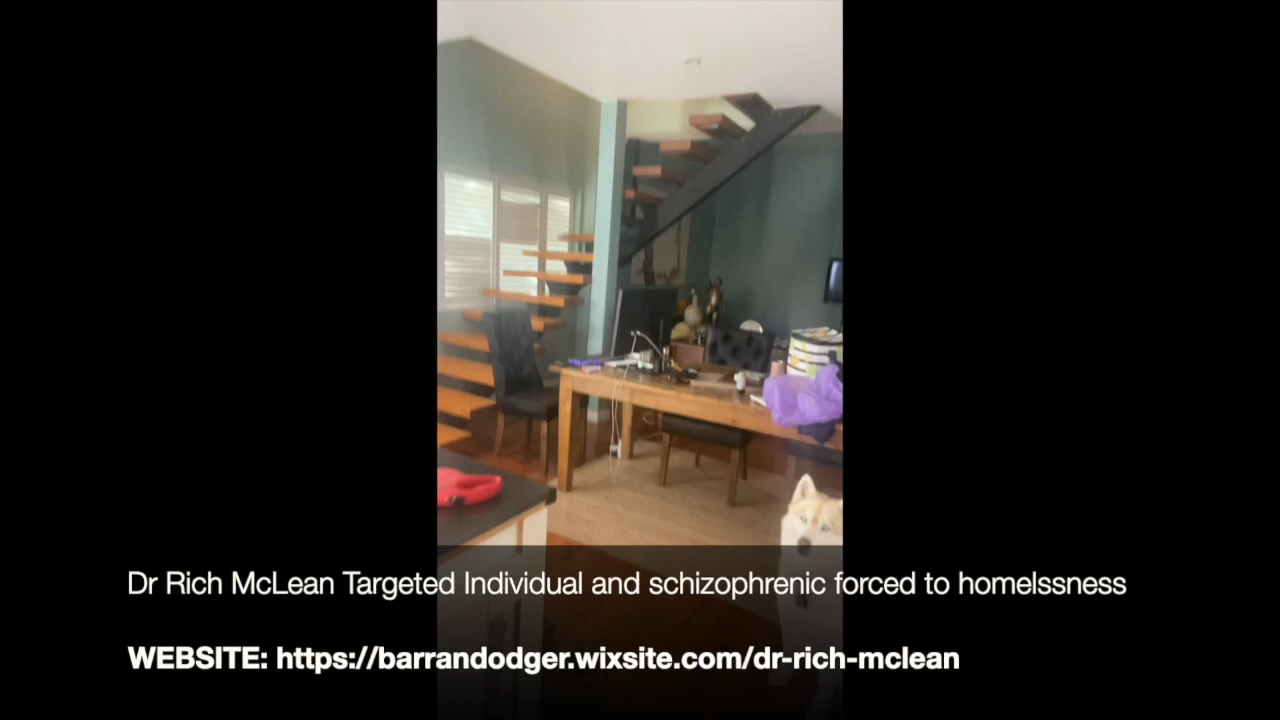 Dr Rich McLean Targeted Individual and schizophrenic forced to homelssness
WEBSITE: https://barrandodger.wixsite.com/dr-rich-mclean